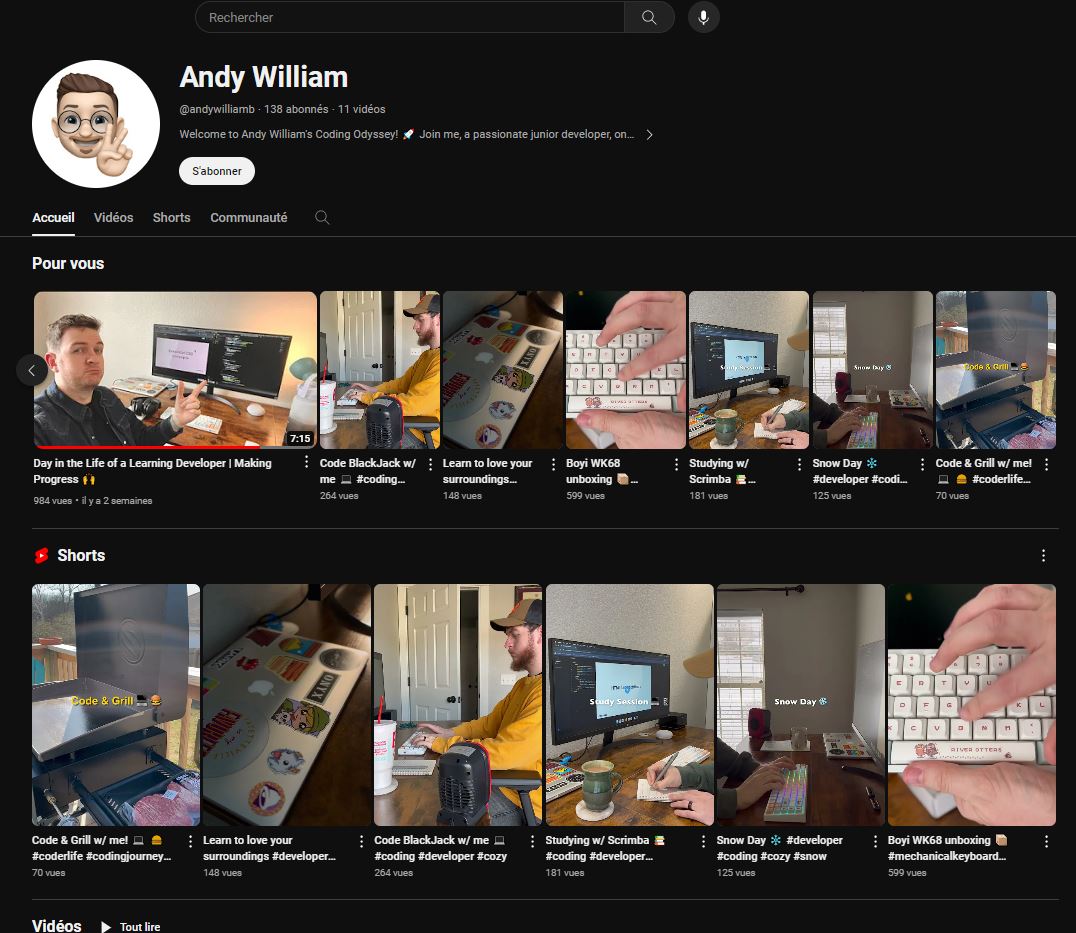 Rechercher
Andy William
@andywilliamb · 138 abonnés · 11 vidéos
Welcome to Andy William's Coding Odyssey! 🚀 Join me, a passionate junior developer, on...
S'abonner
Accueil Vidéos Shorts Communauté
Pour vous
7:15
Study Session
Snow Day ❄
Code & Grill 💻 🍔
RIVER OTTERS
Day in the Life of a Learning Developer | Making
Progress 🙌
984 vues • il y a 2 semaines
Code BlackJack w/
me 💻 #coding...
264 vues
Learn to love your
surroundings...
148 vues
Boyi WK68
unboxing 📦...
599 vues
Studying w/
Scrimba 📚...
181 vues
Snow Day ❄
#developer #codi...
125 vues
Code & Grill w/ me!
💻 🍔 #coderlife...
70 vues
Shorts
Code & Grill 💻 🍔
ONYX
Study Session 💻
Snow Day ❄
RIVER OTTERS
Code & Grill w/ me! 💻 🍔
#coderlife #codingjourney...
70 vues
Learn to love your
surroundings #developer...
148 vues
Code BlackJack w/ me 💻
#coding #developer #cozy
264 vues
Studying w/ Scrimba 📚
#coding #developer...
181 vues
Snow Day ❄ #developer
#coding #cozy #snow
125 vues
Boyi WK68 unboxing 📦
#mechanicalkeyboard...
599 vues
Vidéos Tout lire